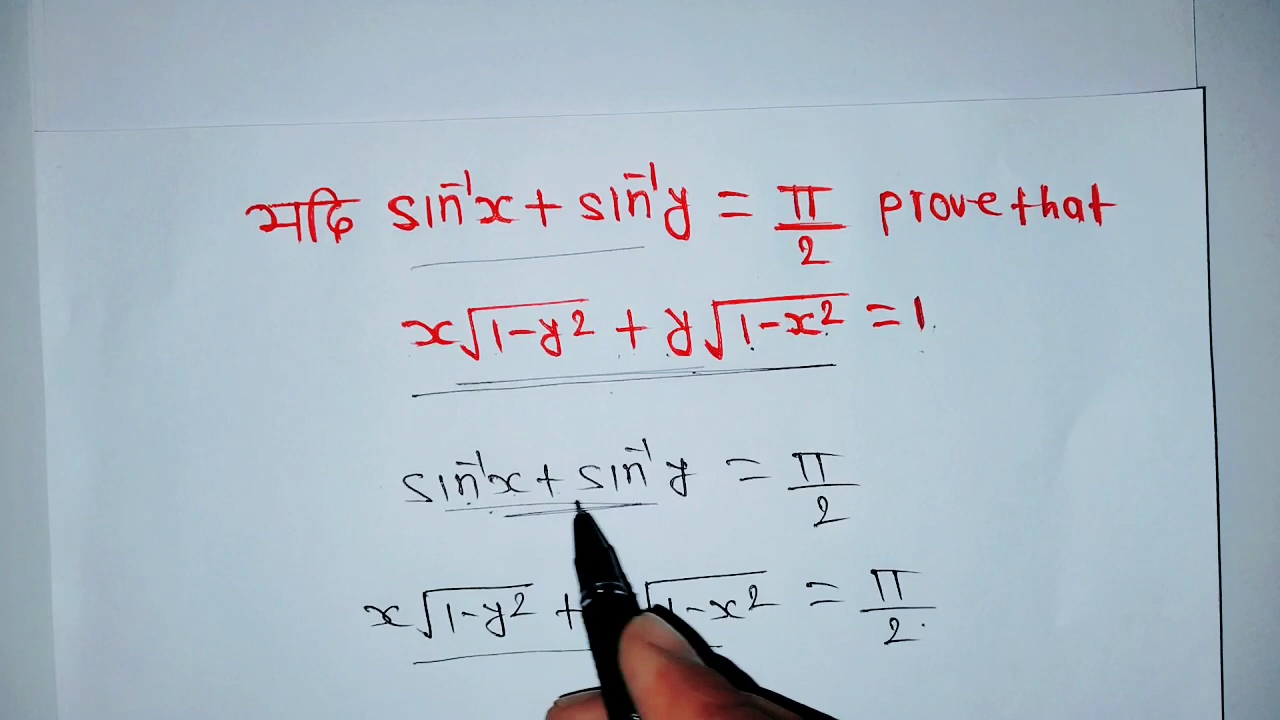 यदि sin⁻¹x + sin⁻¹y = π/2 prove that
x√(1-y²) + y√(1-x²) = 1.
sin⁻¹x + sin⁻¹y = π/2
x√(1-y²) + √(1-x²) = π/2.